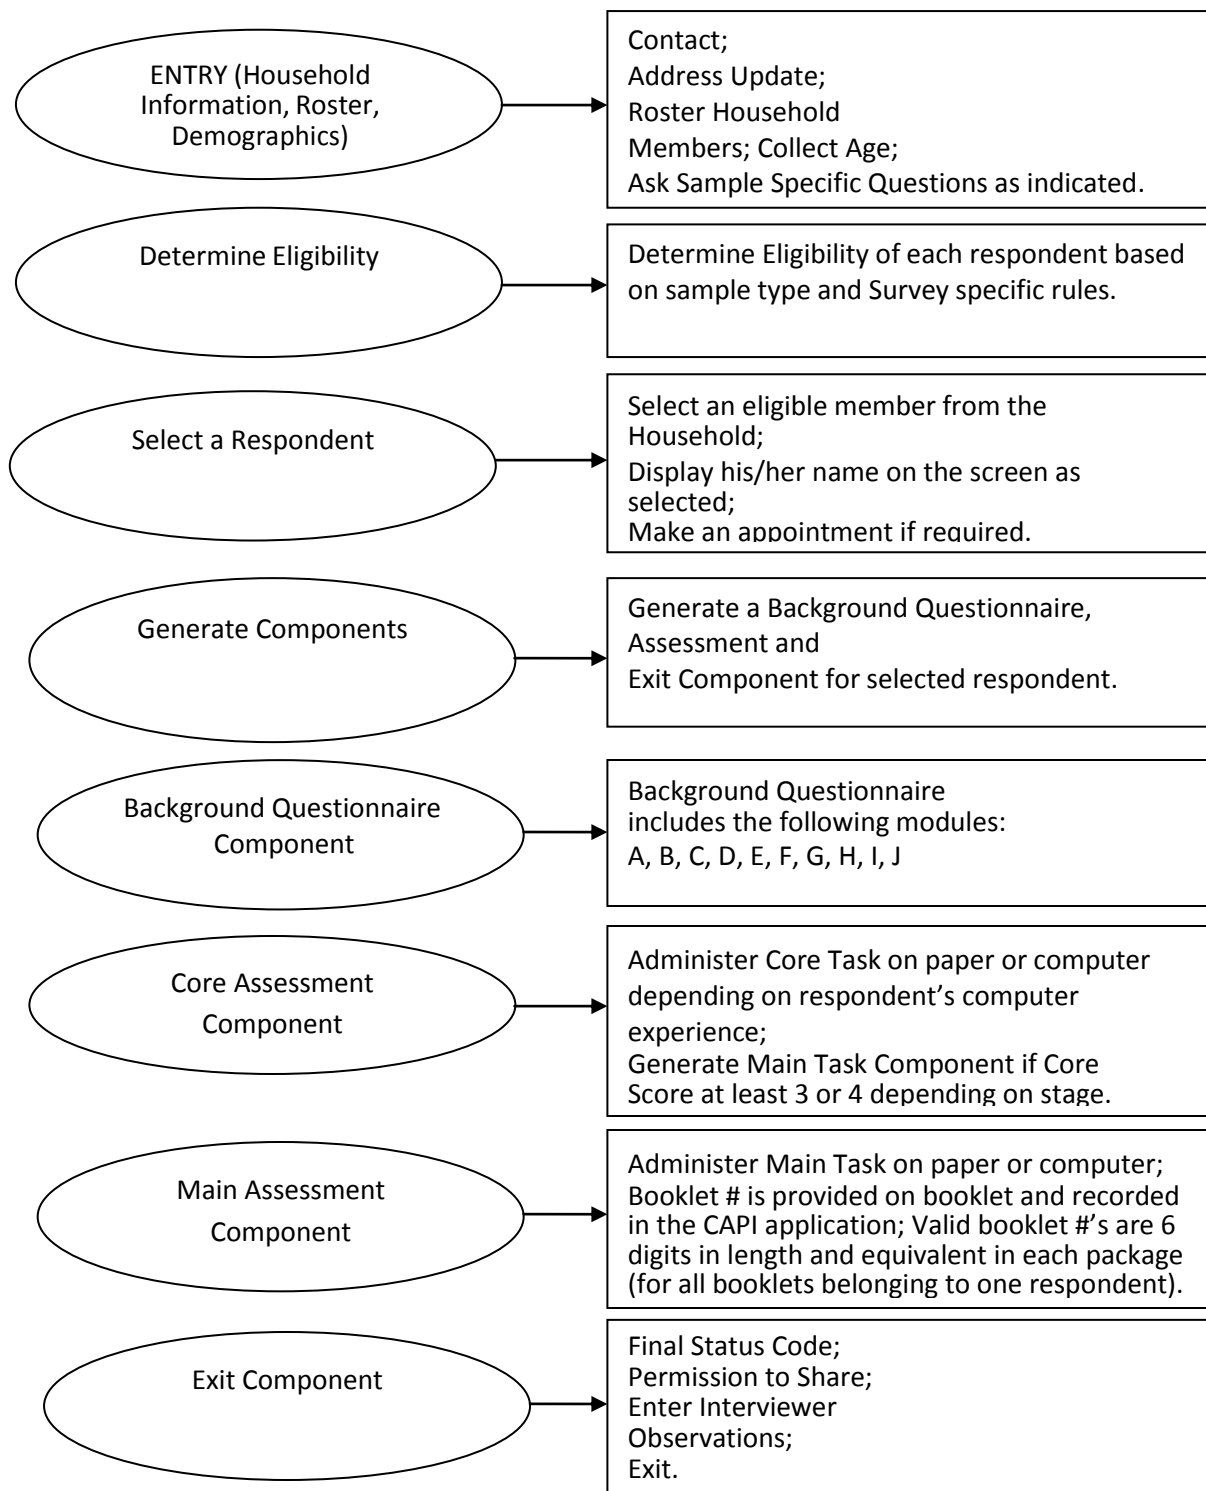 ENTRY (Household
Information, Roster,
Demographics)
Contact;
Address Update;
Roster Household
Members; Collect Age;
Ask Sample Specific Questions as indicated.
Determine Eligibility
Determine Eligibility of each respondent based
on sample type and Survey specific rules.
Select a Respondent
Select an eligible member from the
Household;
Display his/her name on the screen as
selected;
Make an appointment if required.
Generate Components
Generate a Background Questionnaire,
Assessment and
Exit Component for selected respondent.
Background Questionnaire
Component
Background Questionnaire
includes the following modules:
A, B, C, D, E, F, G, H, I, J
Core Assessment
Component
Administer Core Task on paper or computer
depending on respondent’s computer
experience;
Generate Main Task Component if Core
Score at least 3 or 4 depending on stage.
Main Assessment
Component
Administer Main Task on paper or computer;
Booklet # is provided on booklet and recorded
in the CAPI application; Valid booklet #’s are 6
digits in length and equivalent in each package
(for all booklets belonging to one respondent).
Exit Component
Final Status Code;
Permission to Share;
Enter Interviewer
Observations;
Exit.